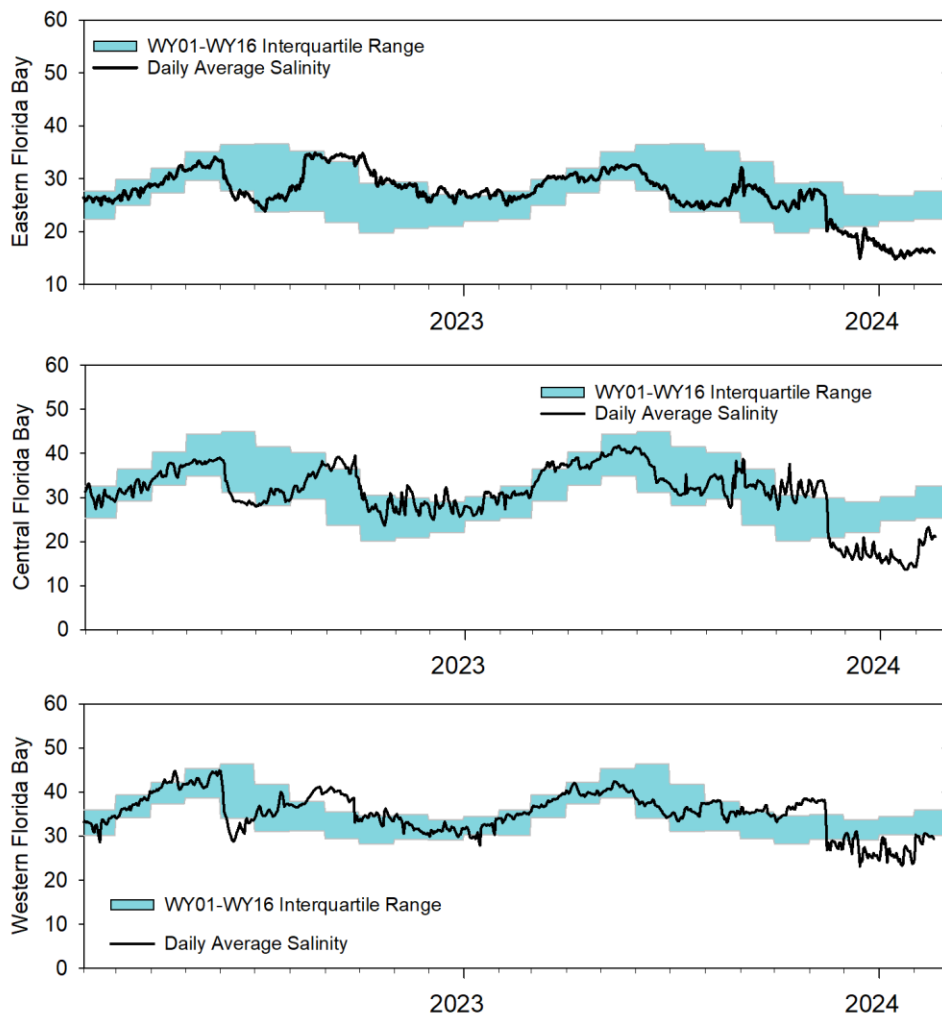 60
50
40
30
20
10
Eastern Florida Bay
WY01-WY16 Interquartile Range
Daily Average Salinity
2023
2024
60
50
40
30
20
10
0
Central Florida Bay
WY01-WY16 Interquartile Range
Daily Average Salinity
2023
2024
60
50
40
30
20
10
0
Western Florida Bay
WY01-WY16 Interquartile Range
Daily Average Salinity
2023
2024